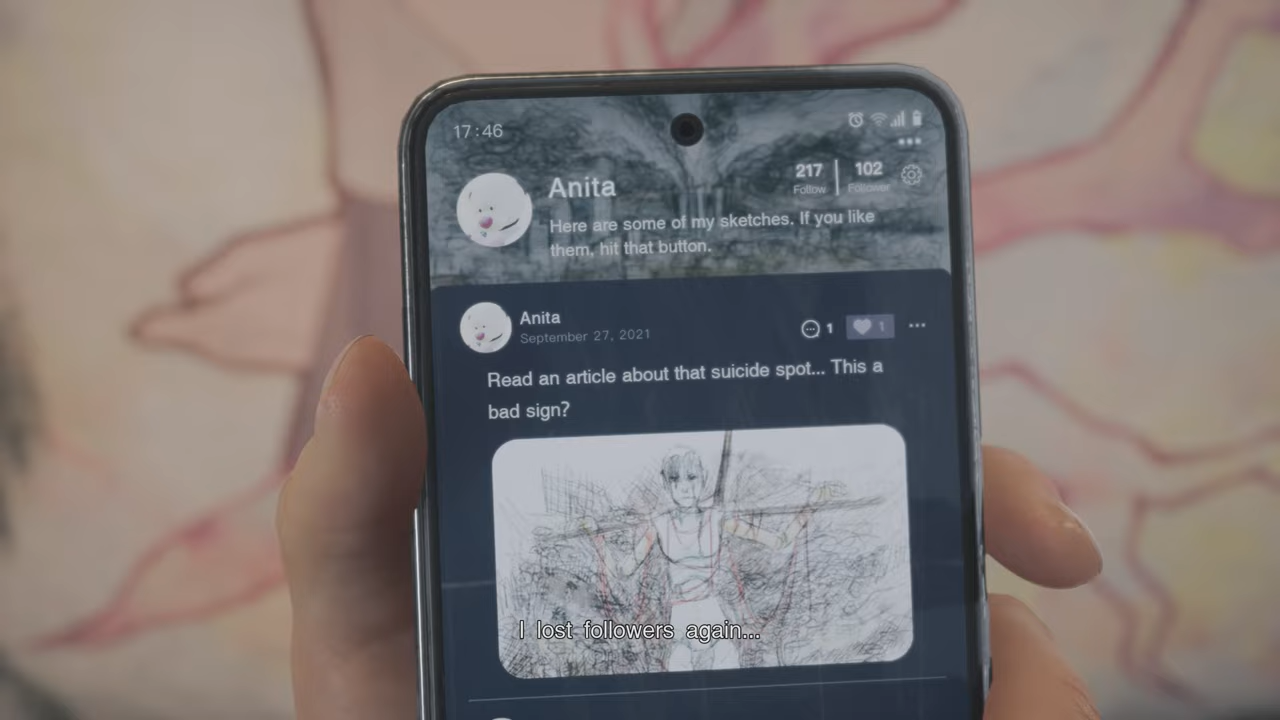 17:46
217
102
Follow
Follower
Anita
Here are some of my sketches. If you like
them, hit that button.
Anita
September 27, 2021
1
1
Read an article about that suicide spot... This a
bad sign?
I lost followers again...